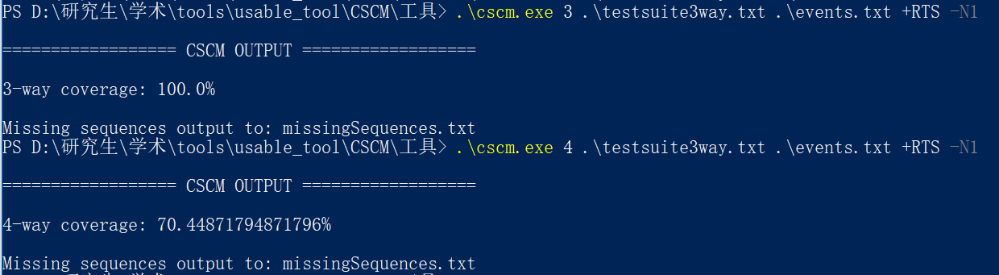 PS D:\研究生\学术\tools\usable_tool\CSCM\工具> .\cscm.exe 3 .\testsuite3way.txt .\events.txt +RTS -N1
================== CSCM OUTPUT ==================
3-way coverage: 100.0%
Missing sequences output to: missingSequences.txt
PS D:\研究生\学术\tools\usable_tool\CSCM\工具> .\cscm.exe 4 .\testsuite3way.txt .\events.txt +RTS -N1
================== CSCM OUTPUT ==================
4-way coverage: 70.44871794871796%
Missing sequences output to: missingSequences.txt